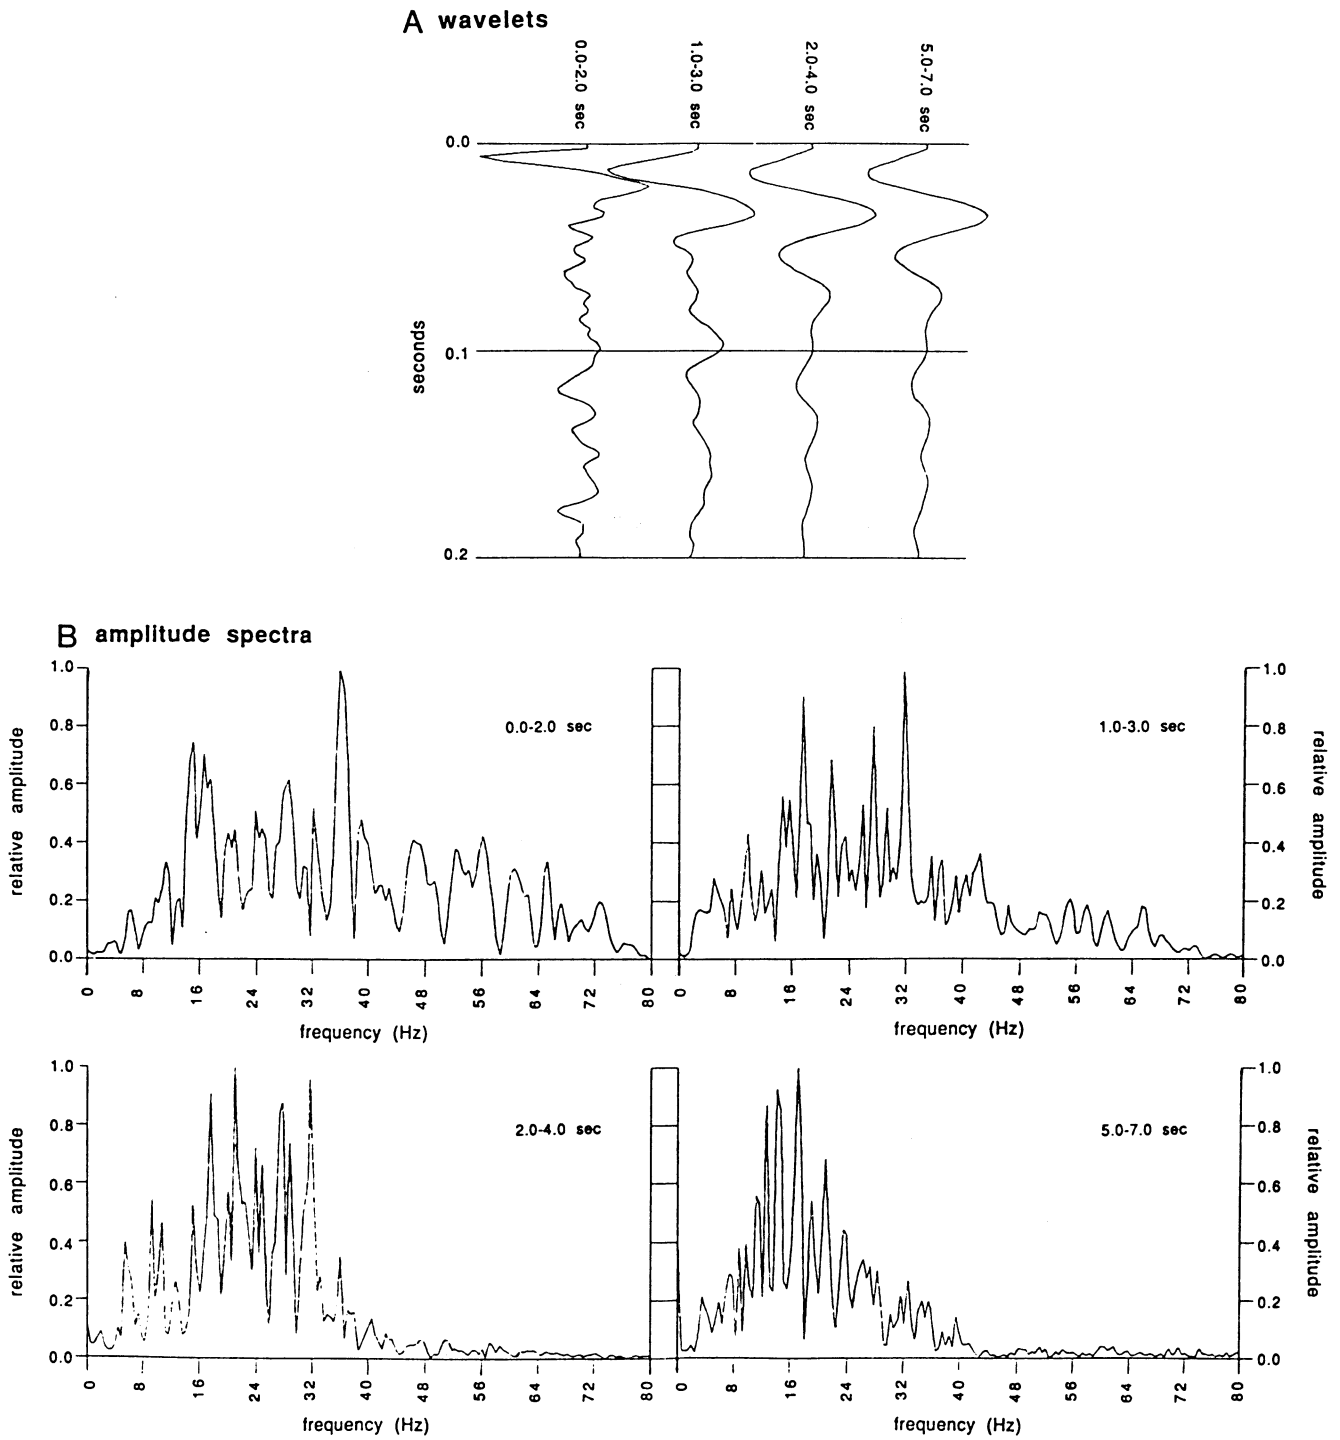 A wavelets
0.0-2.0 sec
1.0-3.0 sec
2.0-4.0 sec
5.0-7.0 sec
0.0
0.1
0.2
seconds
B amplitude spectra
1.0
0.8
0.6
0.4
0.2
0.0
relative amplitude
0.0-2.0 sec
0 8 16 24 32 40 48 56 64 72 80
frequency (Hz)
1.0-3.0 sec
1.0
0.8
0.6
0.4
0.2
0.0
relative amplitude
0 8 16 24 32 40 48 56 64 72 80
frequency (Hz)
1.0
0.8
0.6
0.4
0.2
0.0
relative amplitude
2.0-4.0 sec
0 8 16 24 32 40 48 56 64 72 80
frequency (Hz)
5.0-7.0 sec
1.0
0.8
0.6
0.4
0.2
0.0
relative amplitude
0 8 16 24 32 40 48 56 64 72 80
frequency (Hz)